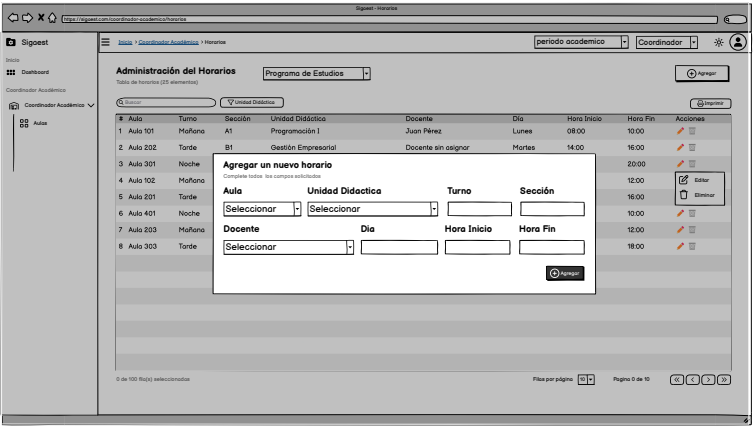 Sigaest - Horarios
https://sigaest.com/coordinador-academico/horarios
Sigaest
Inicio > Coordinador Académico > Horarios
periodo academico
Coordinador
Inicio
Dashboard
Coordinador Académico
Coordinador Académico
Aulas
Administración del Horarios
Tabla de horarios (25 elementos)
Programa de Estudios
Agregar
Buscar
Unidad Didáctica
Imprimir
# Aula Turno Sección Unidad Didáctica Docente Día Hora Inicio Hora Fin Acciones
1 Aula 101 Mañana A1 Programación I Juan Pérez Lunes 08:00 10:00
2 Aula 202 Tarde B1 Gestión Empresarial Docente sin asignar Martes 14:00 16:00
3 Aula 301 Noche 20:00
4 Aula 102 Mañana 12:00
5 Aula 201 Tarde 16:00
6 Aula 401 Noche 10:00
7 Aula 203 Mañana 12:00
8 Aula 303 Tarde 18:00
Editar
Eliminar
Agregar un nuevo horario
Complete todos los campos solicitados
Aula Unidad Didactica Turno Sección
Seleccionar Seleccionar
Docente Dia Hora Inicio Hora Fin
Seleccionar
Agregar
0 de 100 fila(s) seleccionadas
Filas por página 10
Pagina 0 de 10